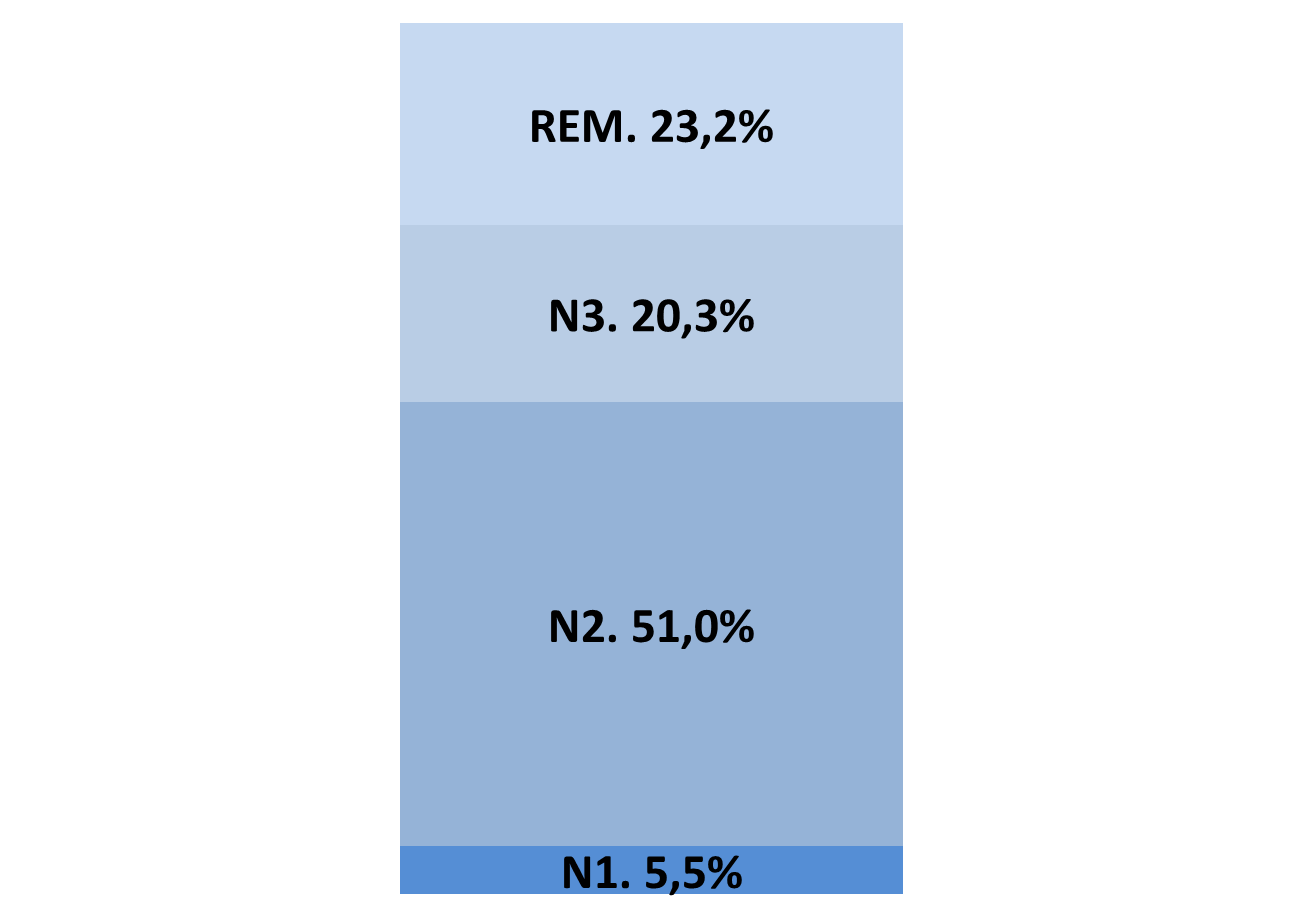 REM. 23,2%
N3. 20,3%
N2. 51,0%
N1. 5,5%